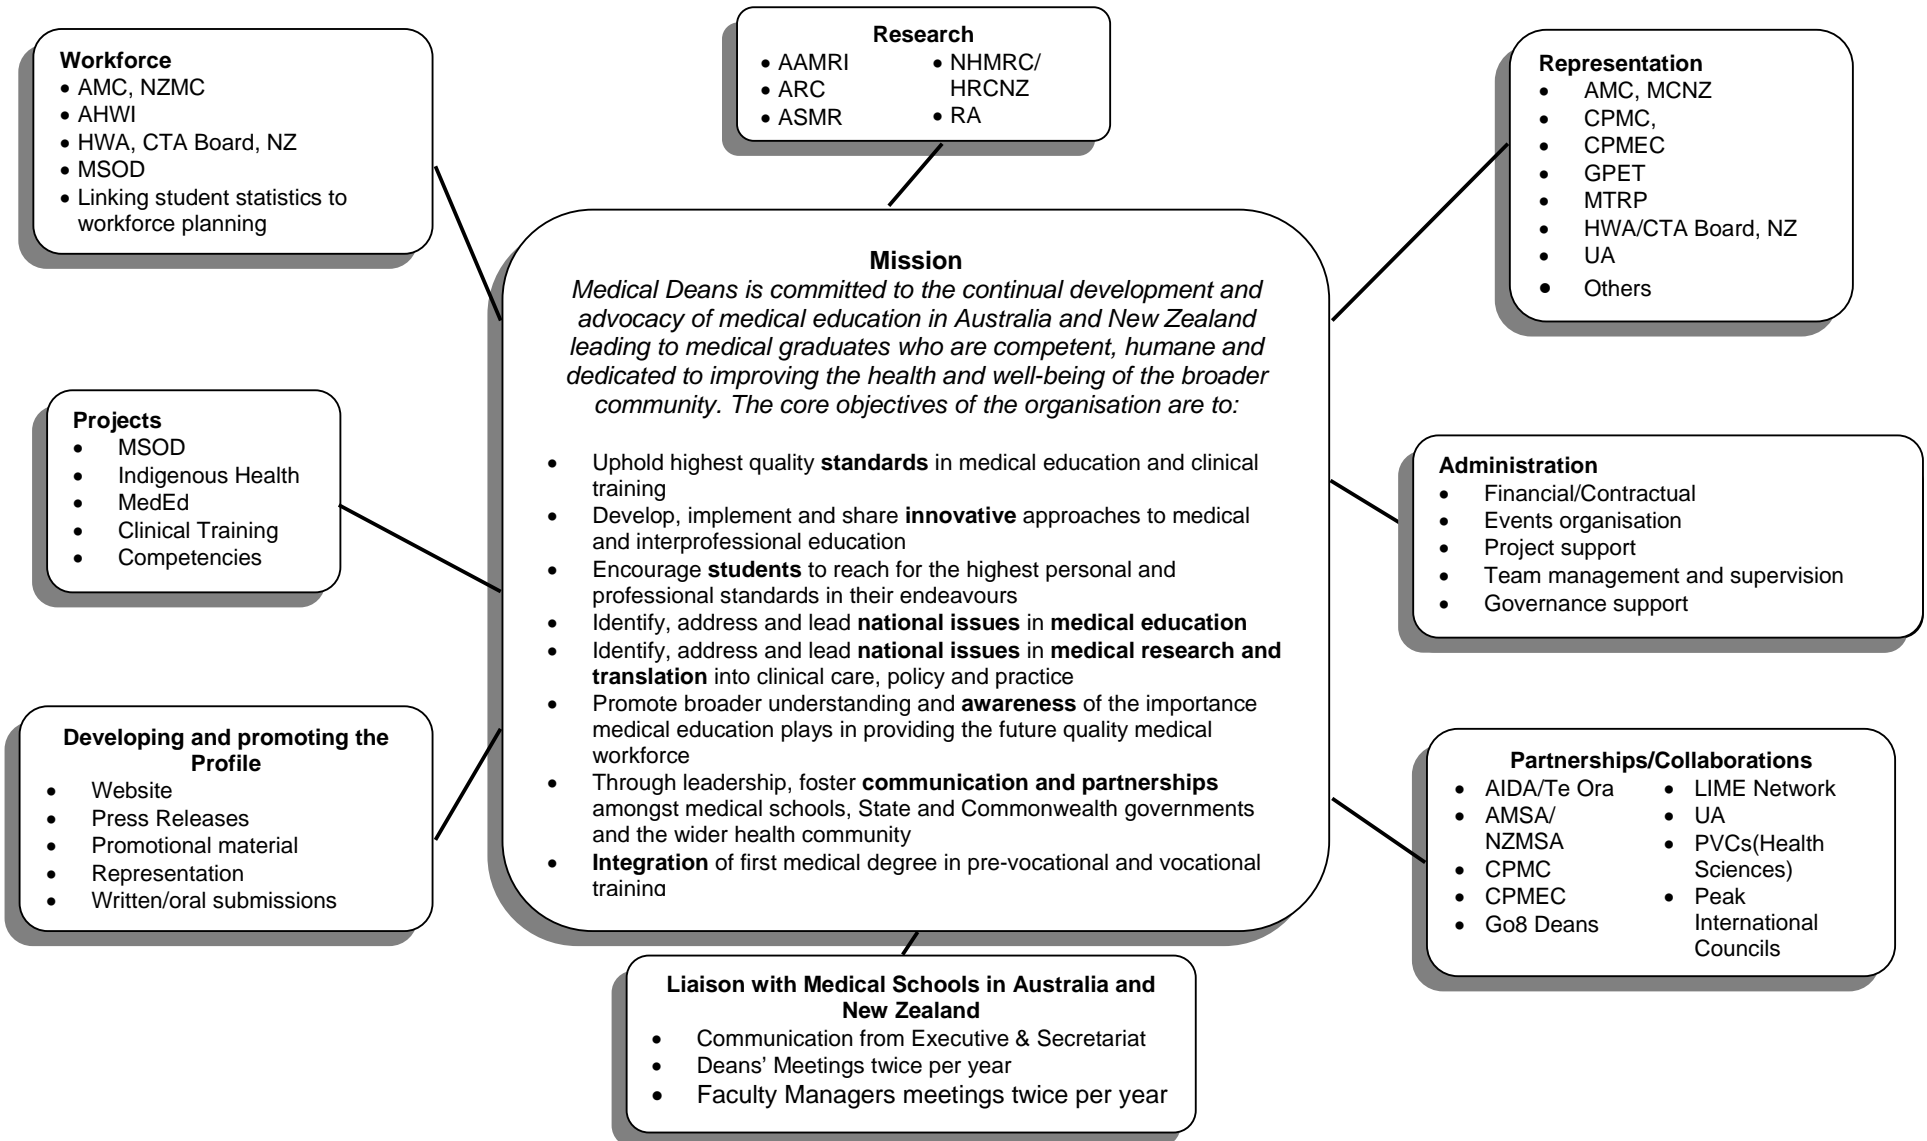 Research
• AAMRI
• ARC
• ASMR
• NHMRC/
HRCNZ
• RA
Workforce
• AMC, NZMC
• AHWI
• HWA, CTA Board, NZ
• MSOD
• Linking student statistics to
workforce planning
Representation
• AMC, MCNZ
• CPMC,
• CPMEC
• GPET
• MTRP
• HWA/CTA Board, NZ
• UA
• Others
Mission
Medical Deans is committed to the continual development and
advocacy of medical education in Australia and New Zealand
leading to medical graduates who are competent, humane and
dedicated to improving the health and well-being of the broader
community. The core objectives of the organisation are to:
• Uphold highest quality standards in medical education and clinical
training
• Develop, implement and share innovative approaches to medical
and interprofessional education
• Encourage students to reach for the highest personal and
professional standards in their endeavours
• Identify, address and lead national issues in medical education
• Identify, address and lead national issues in medical research and
translation into clinical care, policy and practice
• Promote broader understanding and awareness of the importance
medical education plays in providing the future quality medical
workforce
• Through leadership, foster communication and partnerships
amongst medical schools, State and Commonwealth governments
and the wider health community
• Integration of first medical degree in pre-vocational and vocational
training
Projects
• MSOD
• Indigenous Health
• MedEd
• Clinical Training
• Competencies
Administration
• Financial/Contractual
• Events organisation
• Project support
• Team management and supervision
• Governance support
Developing and promoting the
Profile
• Website
• Press Releases
• Promotional material
• Representation
• Written/oral submissions
Partnerships/Collaborations
• AIDA/Te Ora
• AMSA/
NZMSA
• CPMC
• CPMEC
• Go8 Deans
• LIME Network
• UA
• PVCs(Health
Sciences)
• Peak
International
Councils
Liaison with Medical Schools in Australia and
New Zealand
• Communication from Executive & Secretariat
• Deans’ Meetings twice per year
• Faculty Managers meetings twice per year